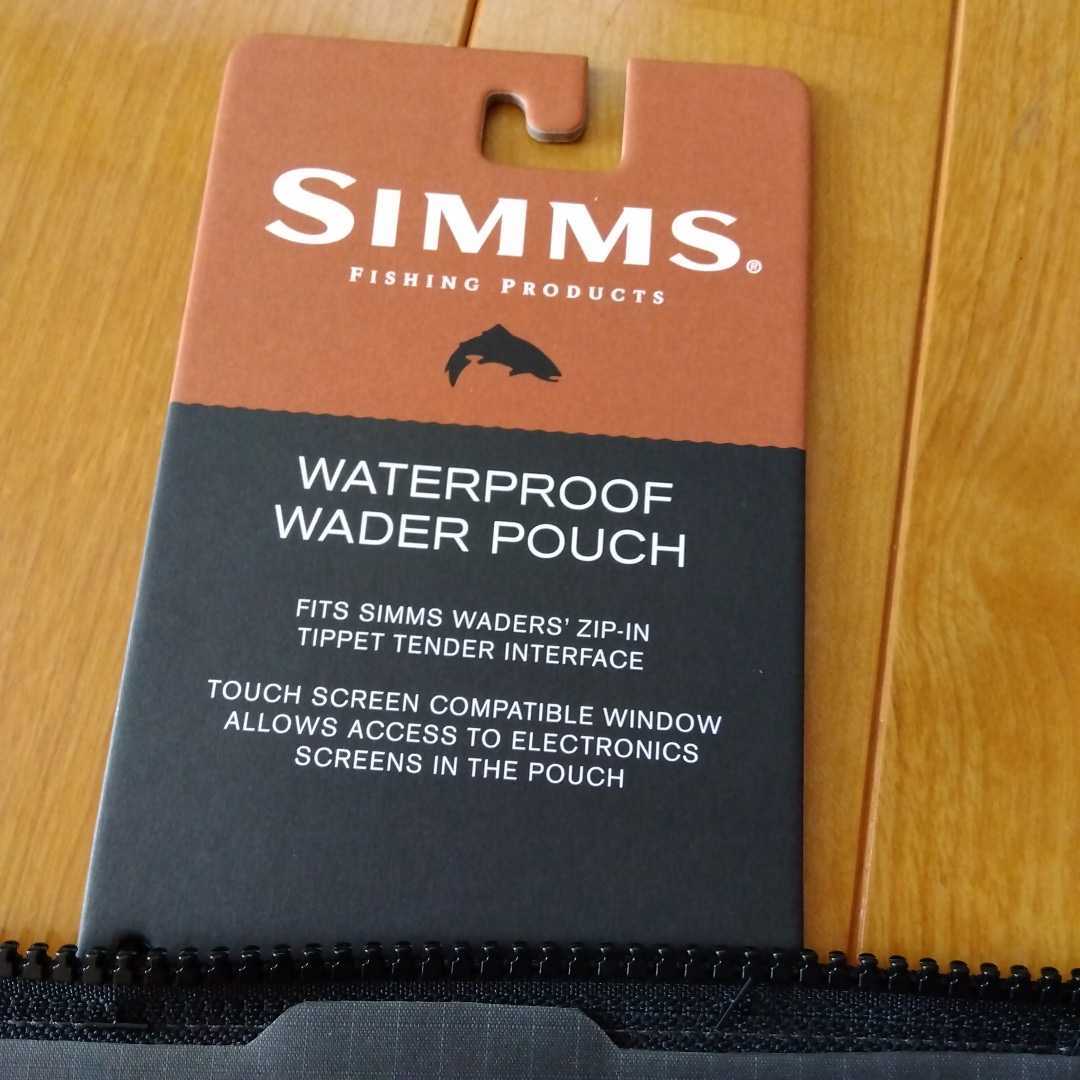 SIMMS®
FISHING PRODUCTS
WATERPROOF
WADER POUCH
FITS SIMMS WADERS' ZIP-IN
TIPPET TENDER INTERFACE
TOUCH SCREEN COMPATIBLE WINDOW
ALLOWS ACCESS TO ELECTRONICS
SCREENS IN THE POUCH